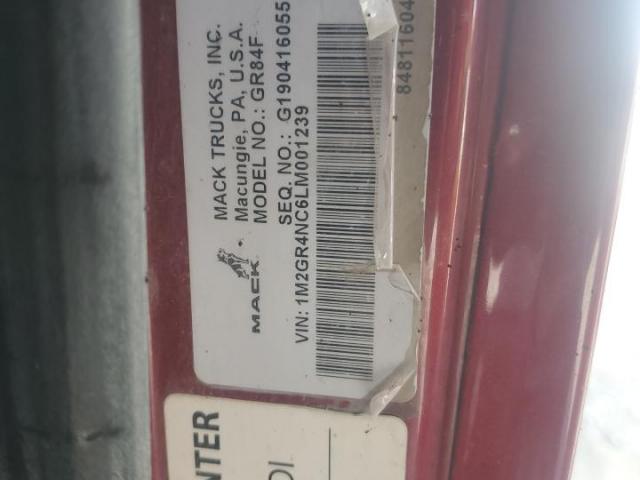 MACK TRUCKS, INC.
Macungie, PA, U.S.A.
MODEL NO.: GR84F
SEQ. NO.: G190416055
MACK
VIN: 1M2GR4NC6LM001239
84811604
NTER